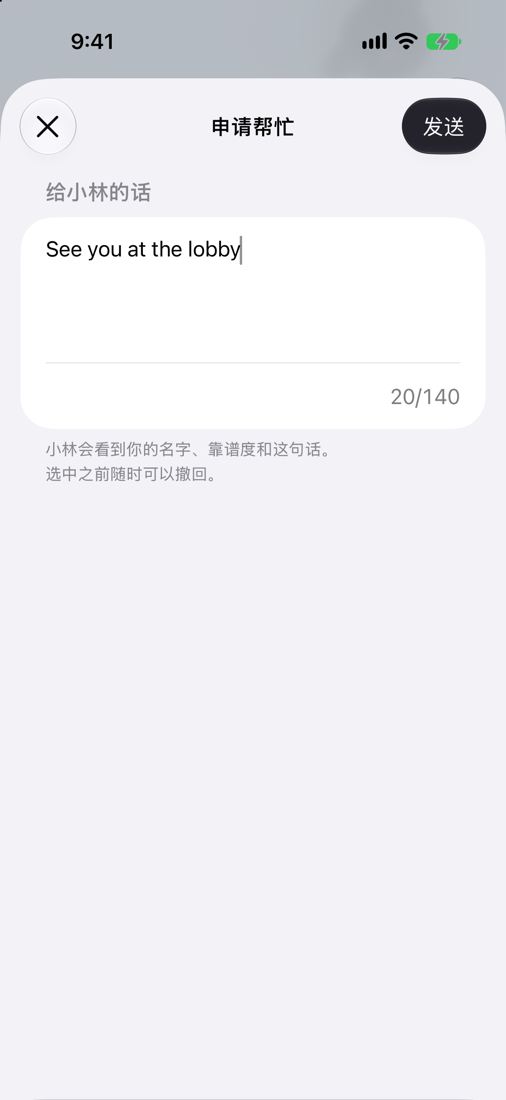 9:41
申请帮忙
发送
给小林的话
See you at the lobby
20/140
小林会看到你的名字、靠谱度和这句话。
选中之前随时可以撤回。